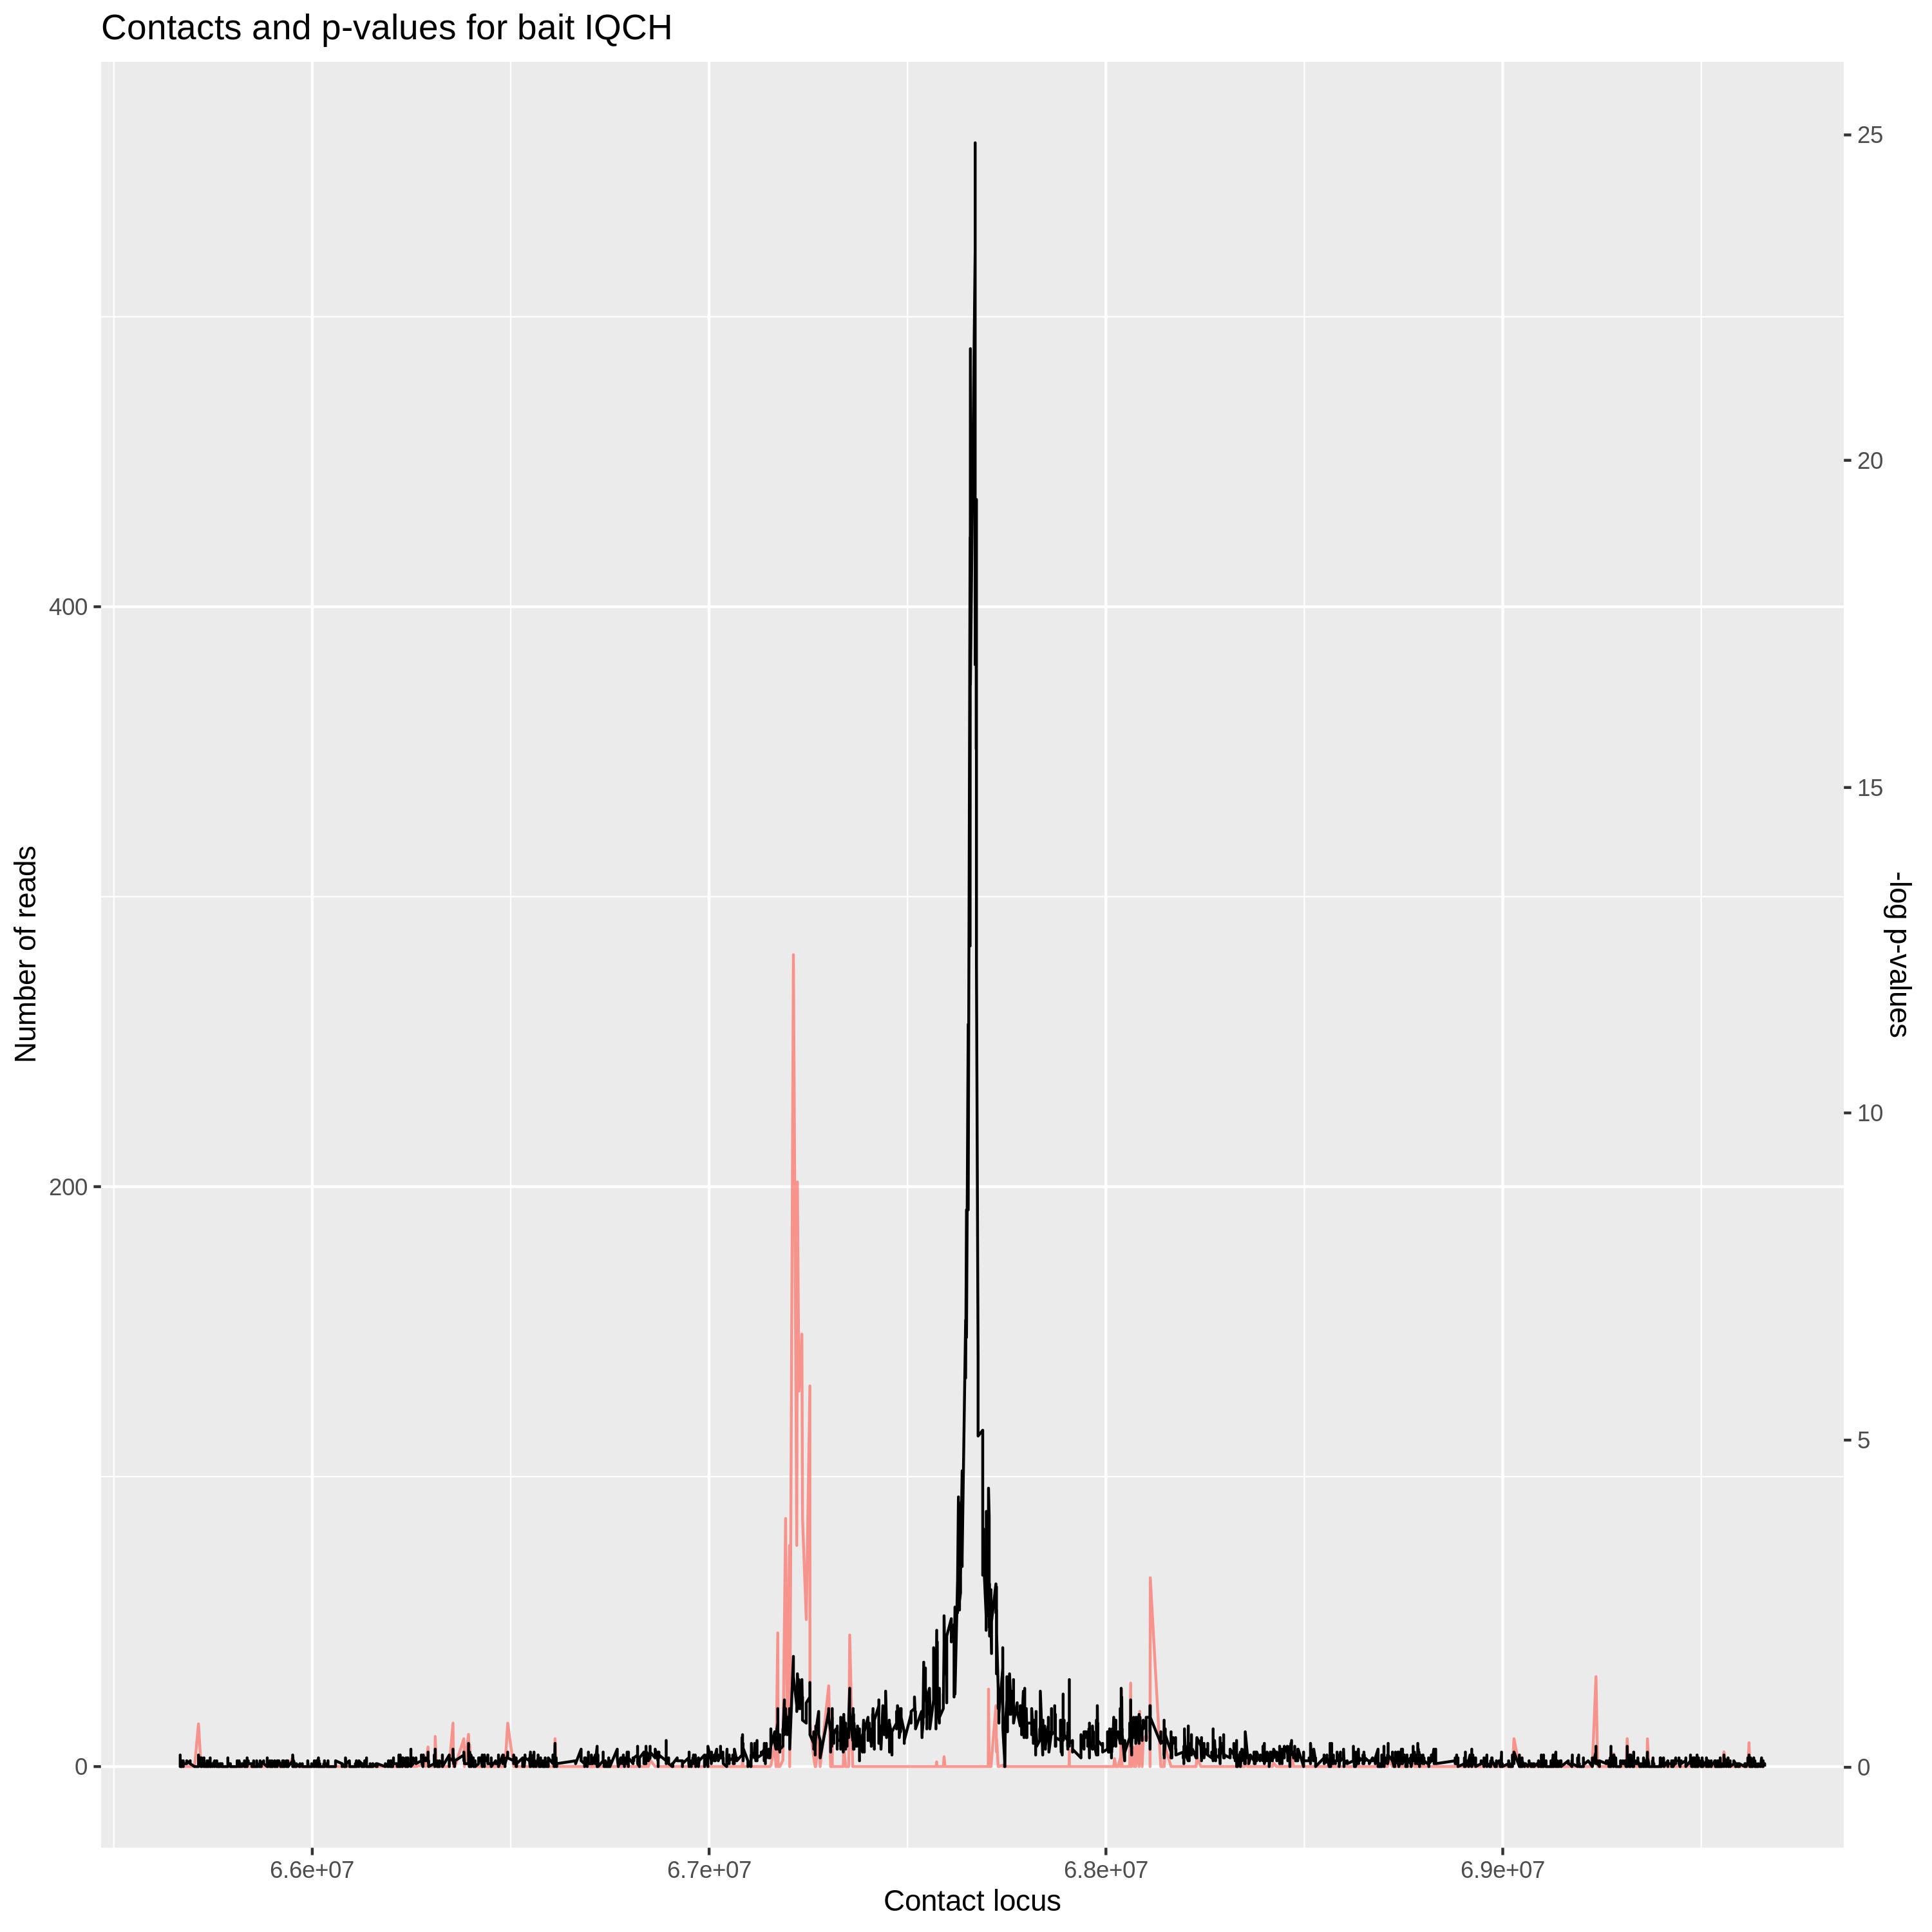 Contacts and p-values for bait IQCH
Number of reads
400
200
0
25
20
15
10
5
0
-log p-values
6.6e+07
6.7e+07
6.8e+07
6.9e+07
Contact locus